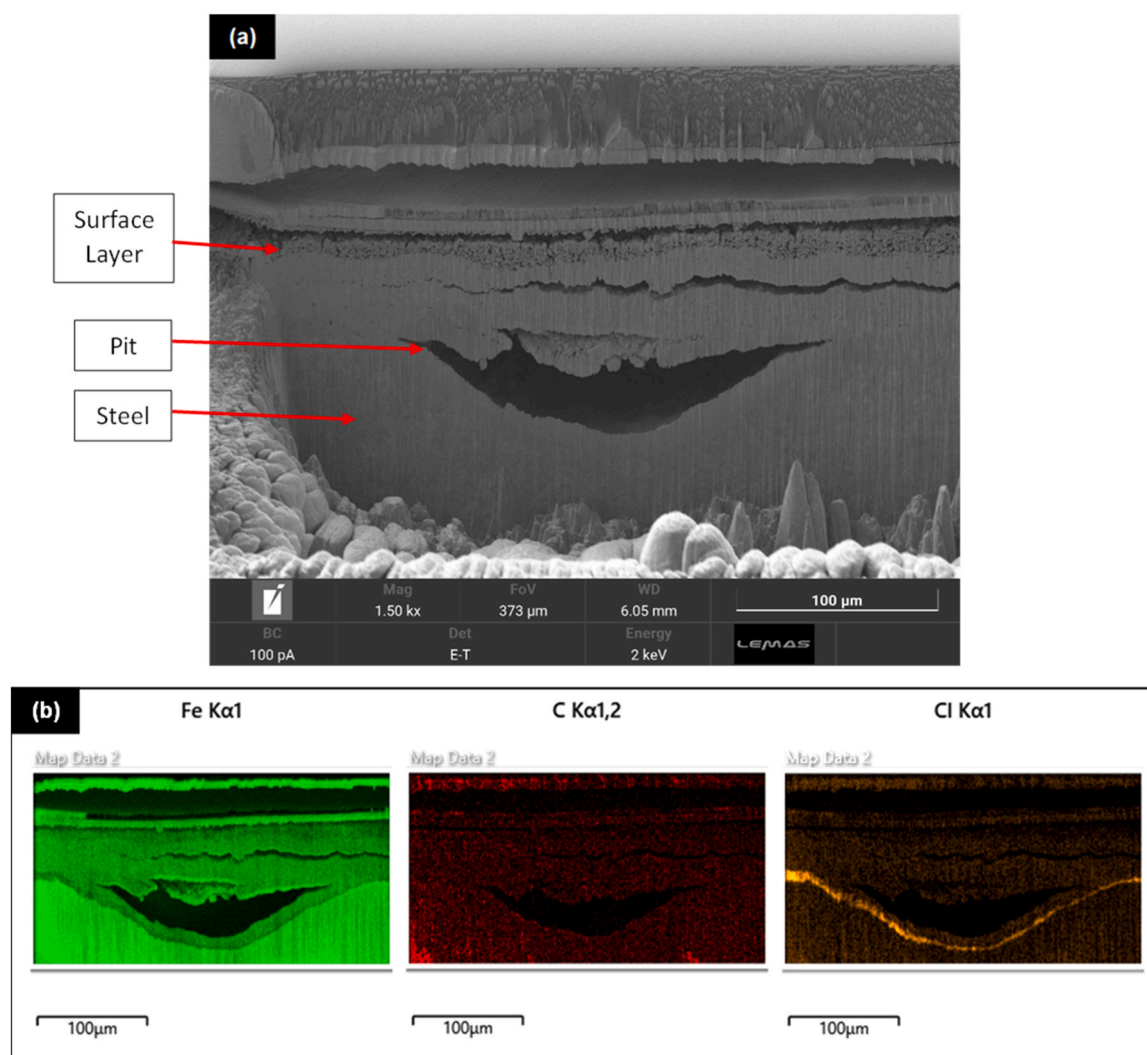 (a)
Surface
Layer
Pit
Steel
Mag
FoV
WD
1.50 kx
373 µm
6.05 mm
100 µm
BC
Det
Energy
100 pA
E-T
2 keV
LEMAS
(b)
Fe Kα1
C Kα1,2
Cl Kα1
Map Data 2
Map Data 2
Map Data 2
100µm
100µm
100µm